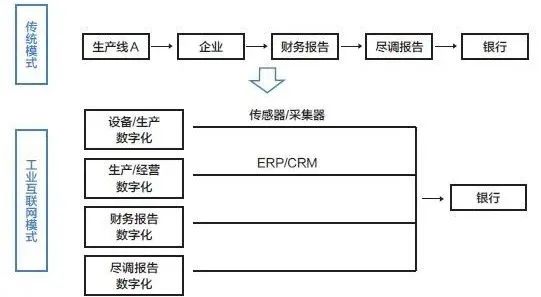 传统模式
生产线A
企业
财务报告
尽调报告
银行
工业互联网模式
设备/生产
数字化
传感器/采集器
生产/经营
数字化
ERP/CRM
银行
财务报告
数字化
尽调报告
数字化